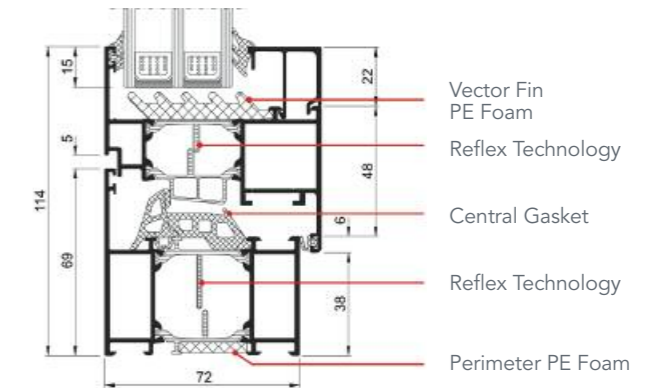 15
22
Vector Fin
PE Foam
5
Reflex Technology
48
114
Central Gasket
6
69
Reflex Technology
38
Perimeter PE Foam
72